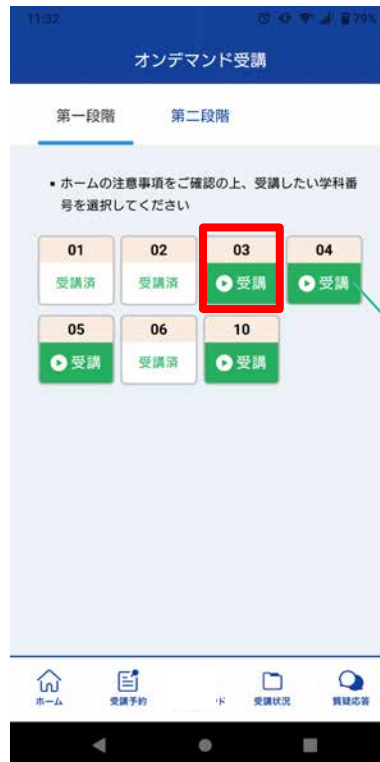 11:32 79%
オンデマンド受講
第一段階 第二段階
▪ ホームの注意事項をご確認の上、受講したい学科番
号を選択してください
01 02 03 04
受講済 受講済 受講 受講
05 06 10
受講 受講済 受講
ホーム 受講予約 ド 受講状況 質疑応答